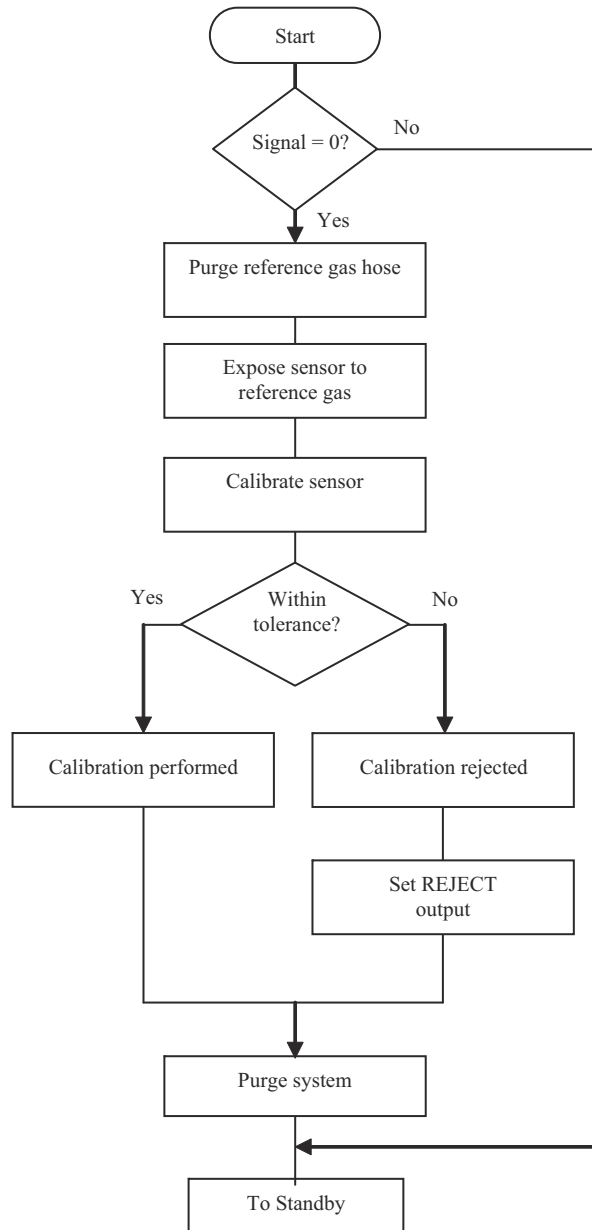 Start
Signal = 0?
No
Yes
Purge reference gas hose
Expose sensor to
reference gas
Calibrate sensor
Yes
Within
tolerance?
No
Calibration performed
Calibration rejected
Set REJECT
output
Purge system
To Standby